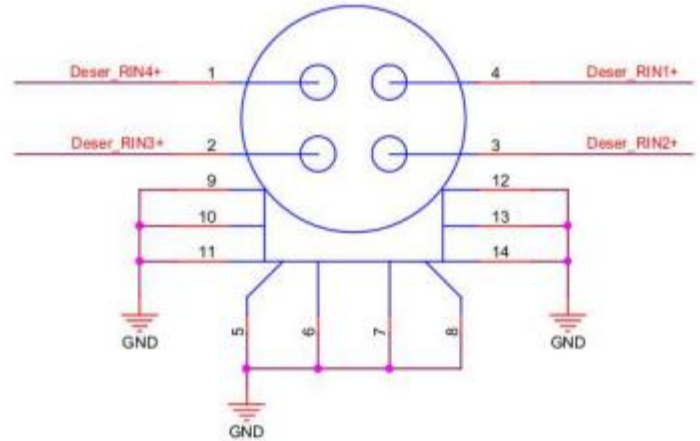 Deser_RIN4+ 1 4 Deser_RIN1+
Deser_RIN3+ 2 3 Deser_RIN2+
9 12
10 13
11 14
5 6 7 8
GND GND
GND